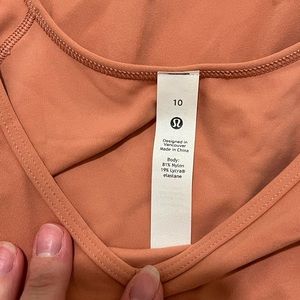 10
Designed in
Vancouver
Made in China
Body:
81% Nylon
19% Lycra®
elastane